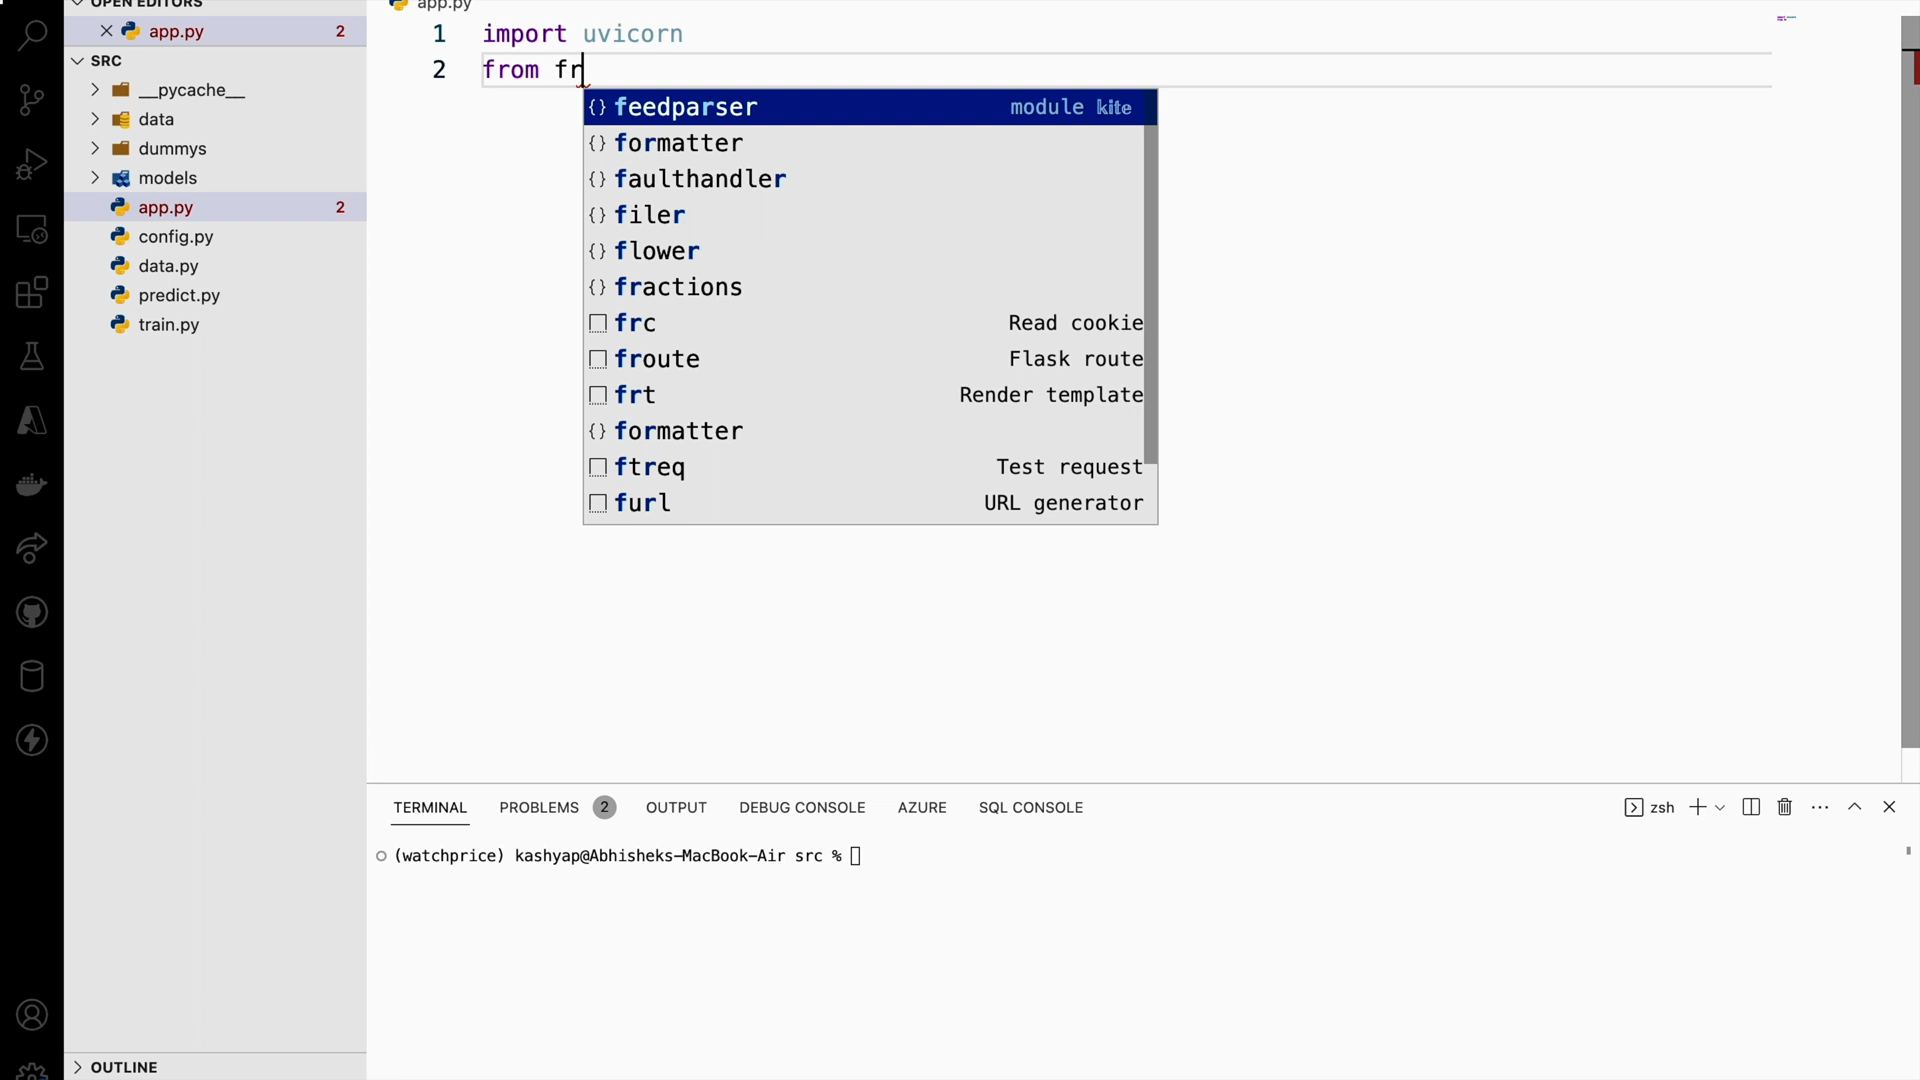 OPEN EDITORS
app.py 2
SRC
__pycache__
data
dummys
models
app.py 2
config.py
data.py
predict.py
train.py
OUTLINE
app.py
1 import uvicorn
2 from fr
{} feedparser module kite
{} formatter
{} faulthandler
{} filer
{} flower
{} fractions
frc Read cookie
froute Flask route
frt Render template
{} formatter
ftreq Test request
furl URL generator
TERMINAL PROBLEMS 2 OUTPUT DEBUG CONSOLE AZURE SQL CONSOLE zsh
(watchprice) kashyap@Abhisheks-MacBook-Air src %